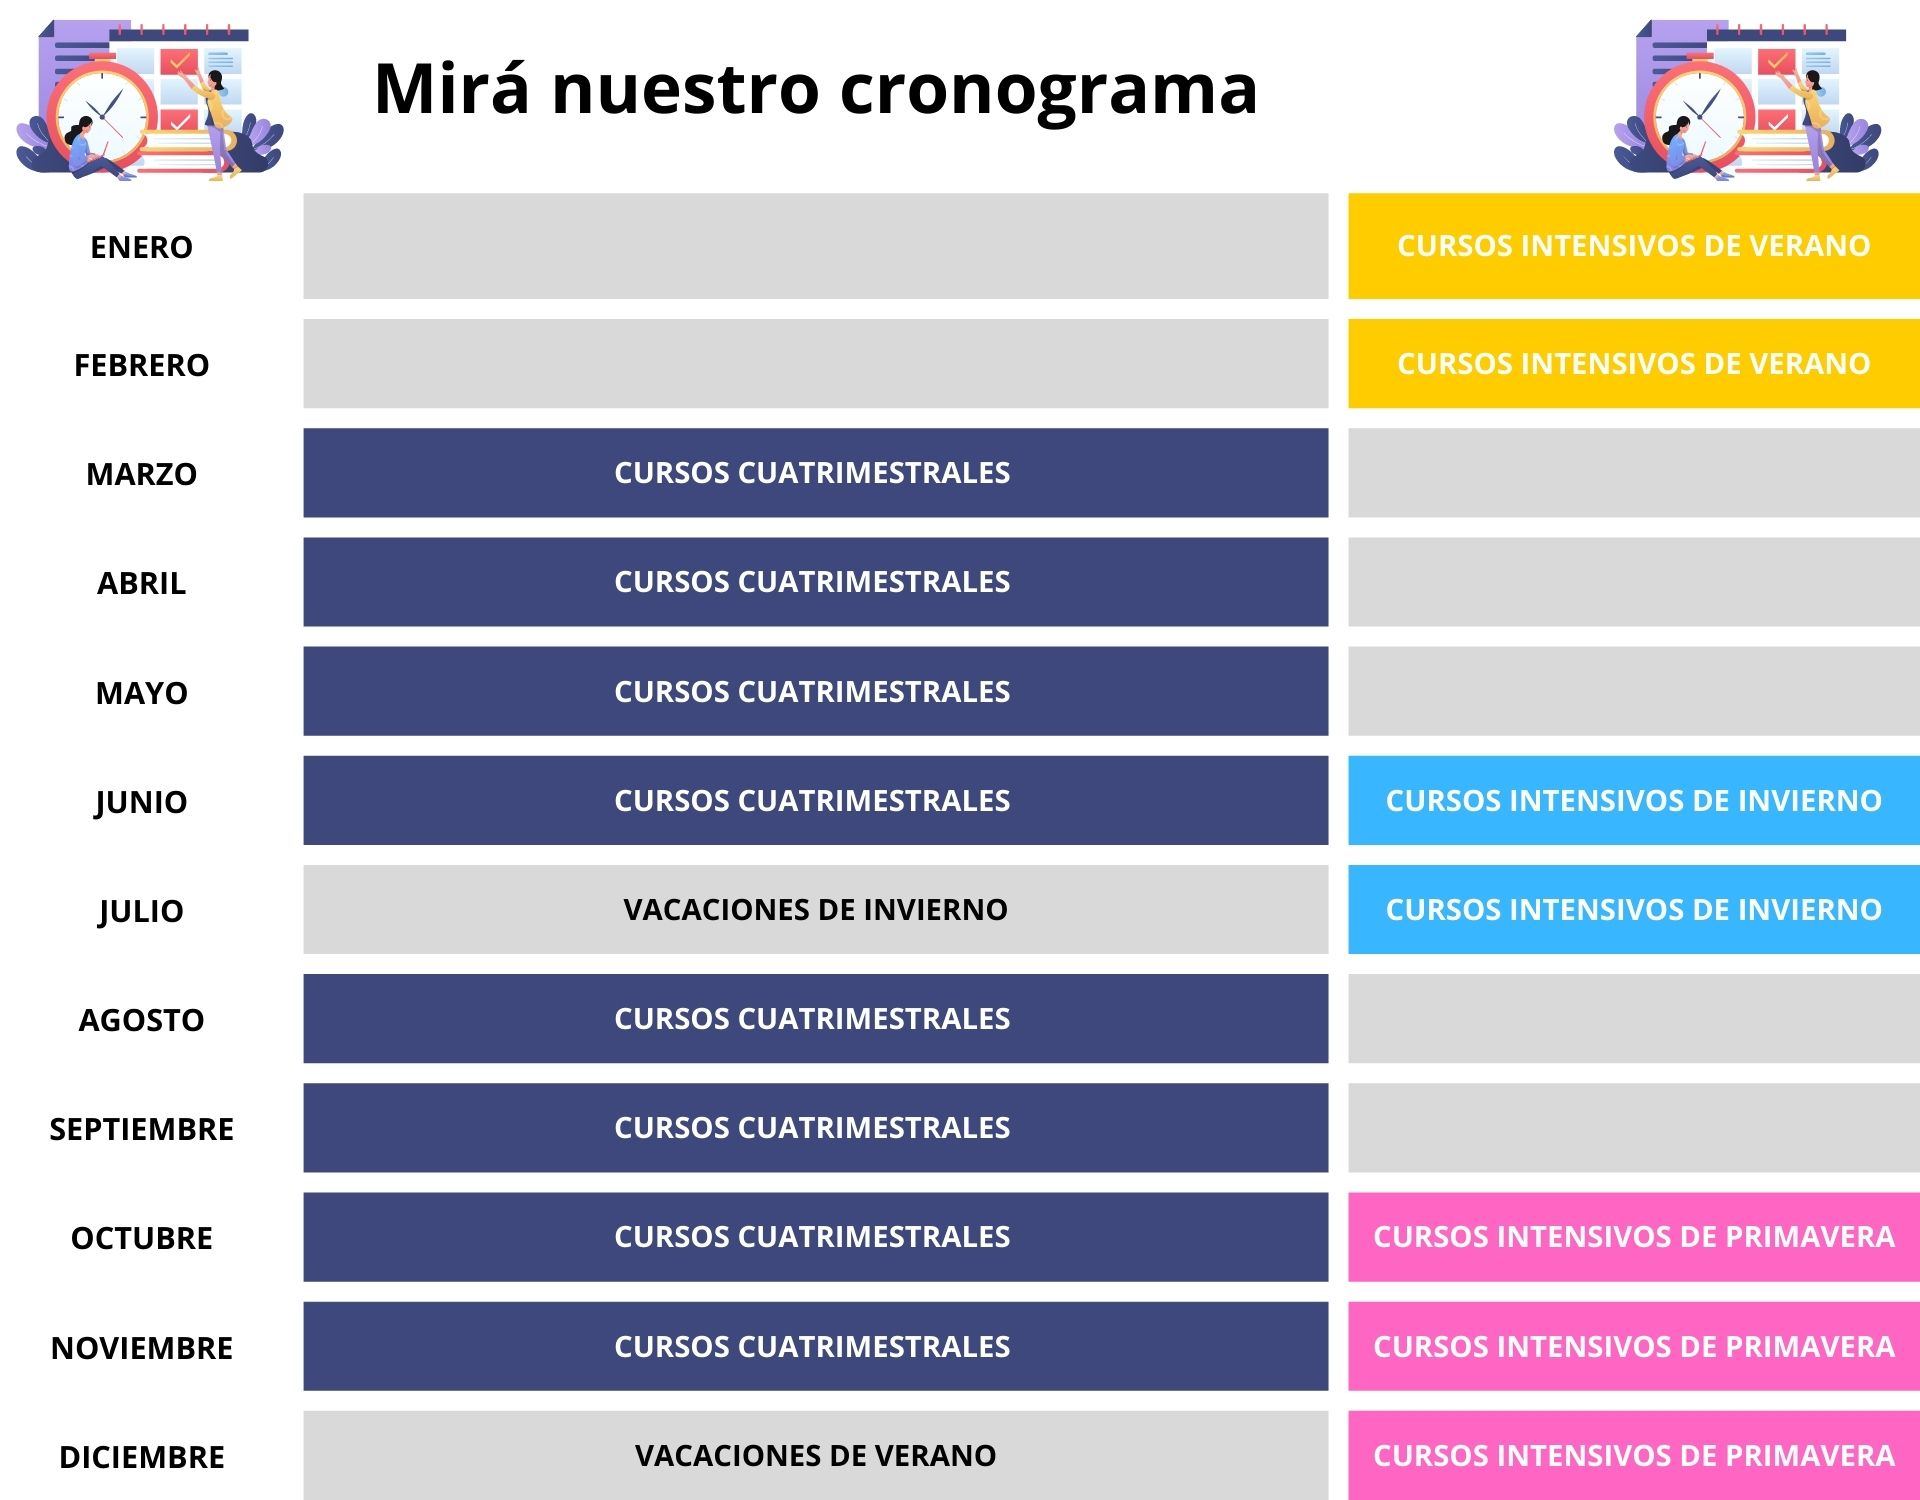 Mirá nuestro cronograma
ENERO
CURSOS INTENSIVOS DE VERANO
FEBRERO
CURSOS INTENSIVOS DE VERANO
MARZO
CURSOS CUATRIMESTRALES
ABRIL
CURSOS CUATRIMESTRALES
MAYO
CURSOS CUATRIMESTRALES
JUNIO
CURSOS CUATRIMESTRALES
CURSOS INTENSIVOS DE INVIERNO
JULIO
VACACIONES DE INVIERNO
CURSOS INTENSIVOS DE INVIERNO
AGOSTO
CURSOS CUATRIMESTRALES
SEPTIEMBRE
CURSOS CUATRIMESTRALES
OCTUBRE
CURSOS CUATRIMESTRALES
CURSOS INTENSIVOS DE PRIMAVERA
NOVIEMBRE
CURSOS CUATRIMESTRALES
CURSOS INTENSIVOS DE PRIMAVERA
DICIEMBRE
VACACIONES DE VERANO
CURSOS INTENSIVOS DE PRIMAVERA